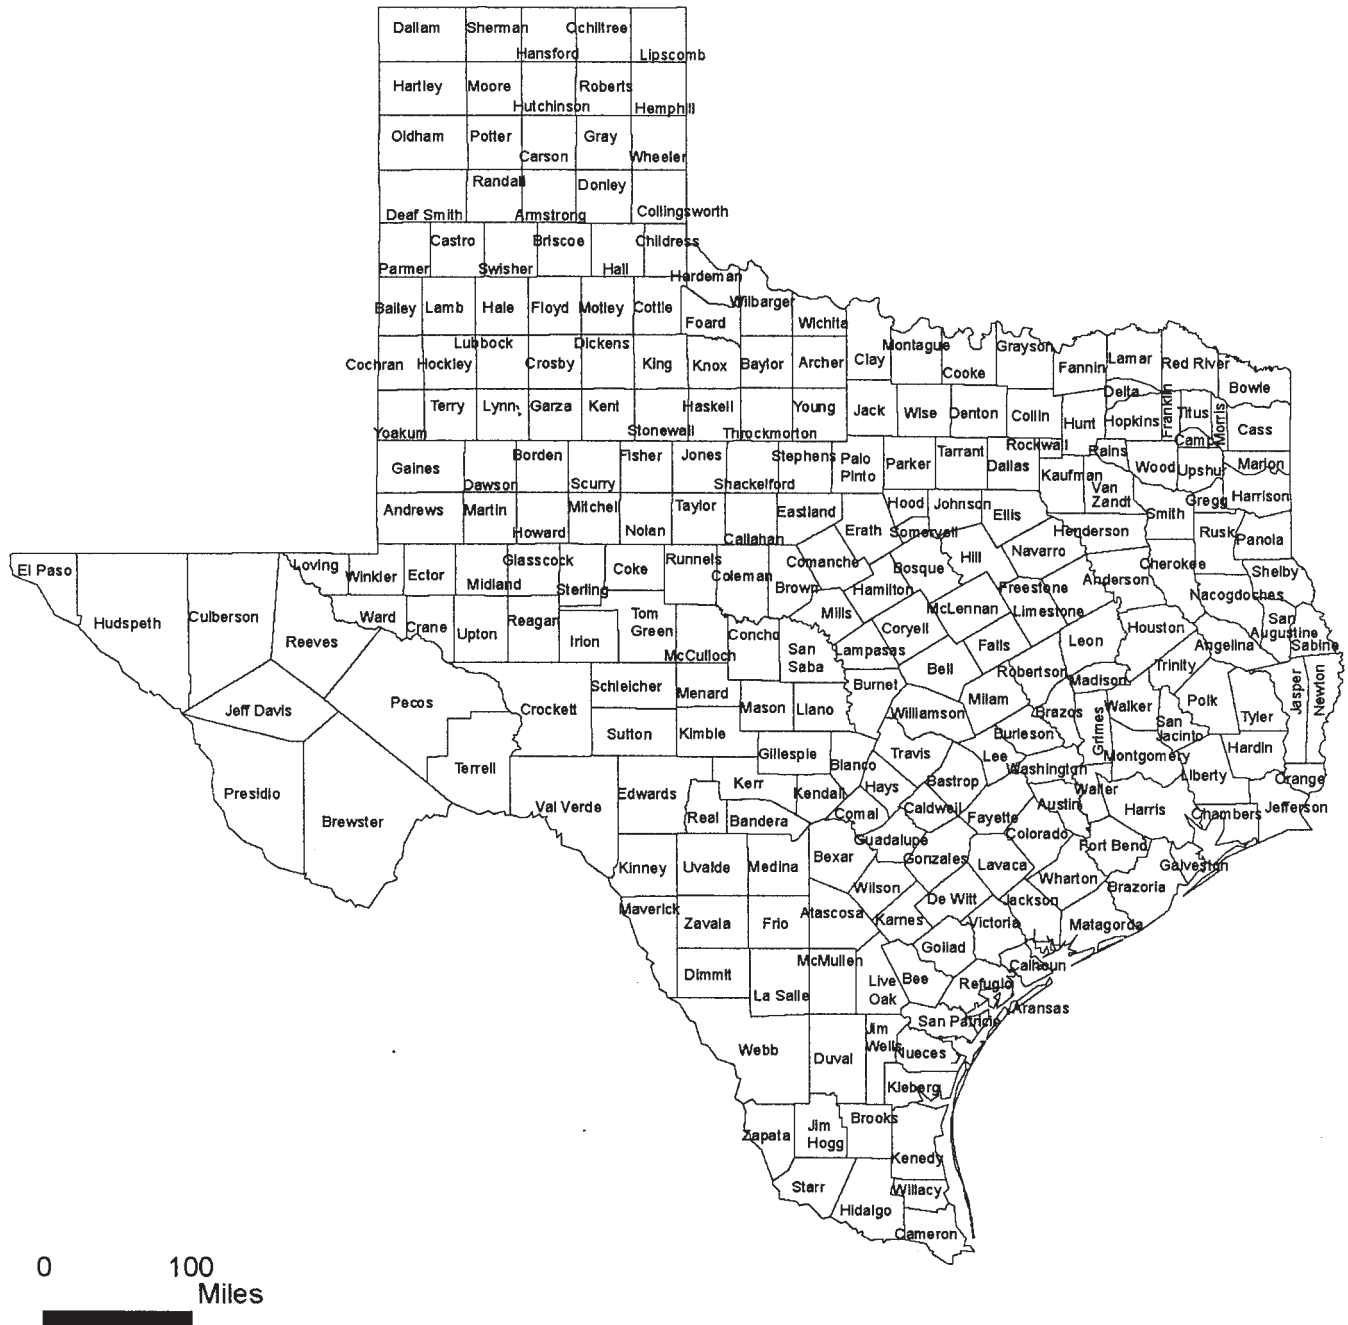 Dallam Sherman Ochiltree
Hansford Lipscomb
Hartley Moore Roberts
Hutchinson Hemphill
Oldham Potter Gray
Carson Wheeler
Randall Donley
Deaf Smith Armstrong Collingsworth
Castro Briscoe Childress
Parmer Swisher Hall Hardeman
Bailey Lamb Hale Floyd Motley Cottle Wilbarger
Foard Wichita
Lubbock Dickens Montague Grayson
Cochran Hockley Crosby King Knox Baylor Archer Clay Cooke Fannin Lamar Red River
Bowie
Delta
Terry Lynn Garza Kent Haskell Young Jack Wise Denton Collin Hunt Hopkins Franklin Titus Morris
Yoakum Stonewall Throckmorton Camp Cass
Borden Fisher Jones Stephens Palo
Pinto Parker Tarrant Rockwall Rains
Gaines Dawson Scurry Shackelford Dallas Kaufman Van
Zandt Wood Upshur Marion
Andrews Martin Mitchell Taylor Eastland Hood Johnson Ellis Smith Gregg Harrison
Howard Nolan Callahan Erath Somervell Henderson Rusk Panola
El Paso Loving Winkler Ector Glasscock Coke Runnels Coleman Comanche Bosque Hill Navarro Cherokee Shelby
Midland Sterling Brown Hamilton Freestone Anderson Nacogdoches
Hudspeth Culberson Reeves Ward Crane Upton Reagan Irion Tom
Green Concho Mills Coryell McLennan Limestone Leon Houston San
Augustine Sabine
McCulloch San
Saba Lampasas Bell Falls Robertson Madison Trinity Angelina
Jeff Davis Pecos Crockett Schleicher Menard Mason Llano Burnet Williamson Milam Brazos Grimes Walker San
Jacinto Polk Tyler Jasper Newton
Sutton Kimble Gillespie Blanco Travis Lee Burleson Washington Montgomery Liberty Hardin Orange
Presidio Brewster Terrell Val Verde Edwards Kerr Kendall Hays Bastrop Austin Waller Harris Chambers Jefferson
Real Bandera Comal Caldwell Fayette Colorado
Kinney Uvalde Medina Bexar Guadalupe Gonzales Lavaca Fort Bend Galveston
Wilson De Witt Jackson Wharton Brazoria
Maverick Zavala Frio Atascosa Karnes Victoria Matagorda
Dimmit La Salle McMullen Live
Oak Bee Goliad Refugio Calhoun
Aransas
Webb Duval Jim
Wells San Patricio Nueces
Kleberg
Zapata Jim
Hogg Brooks Kenedy
Starr Hidalgo Willacy
Cameron
0 100
Miles